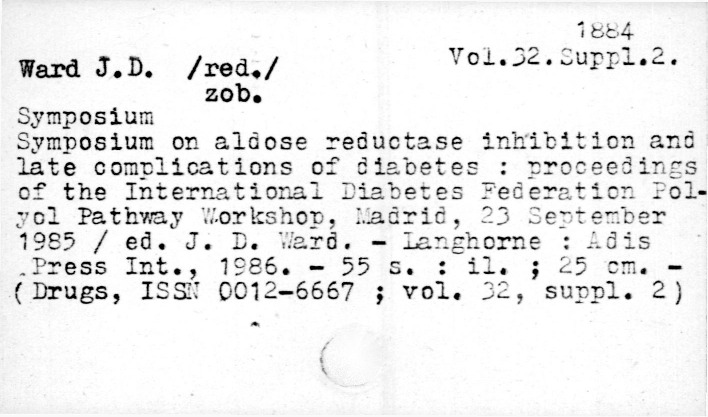 1884
Vol.32.Suppl.2.
Ward J.D. /red./
zob.
Symposium
Symposium on aldose reductase inhibition and
late complications of diabetes : proceedings
of the International Diabetes Federation Pol-
yol Pathway Workshop, Madrid, 23 September
1985 / ed. J. D. Ward. - Langhorne : Adis
Press Int., 1986. - 55 s. : il. ; 25 cm. -
(Drugs, ISSN 0012-6667 ; vol. 32, suppl. 2)